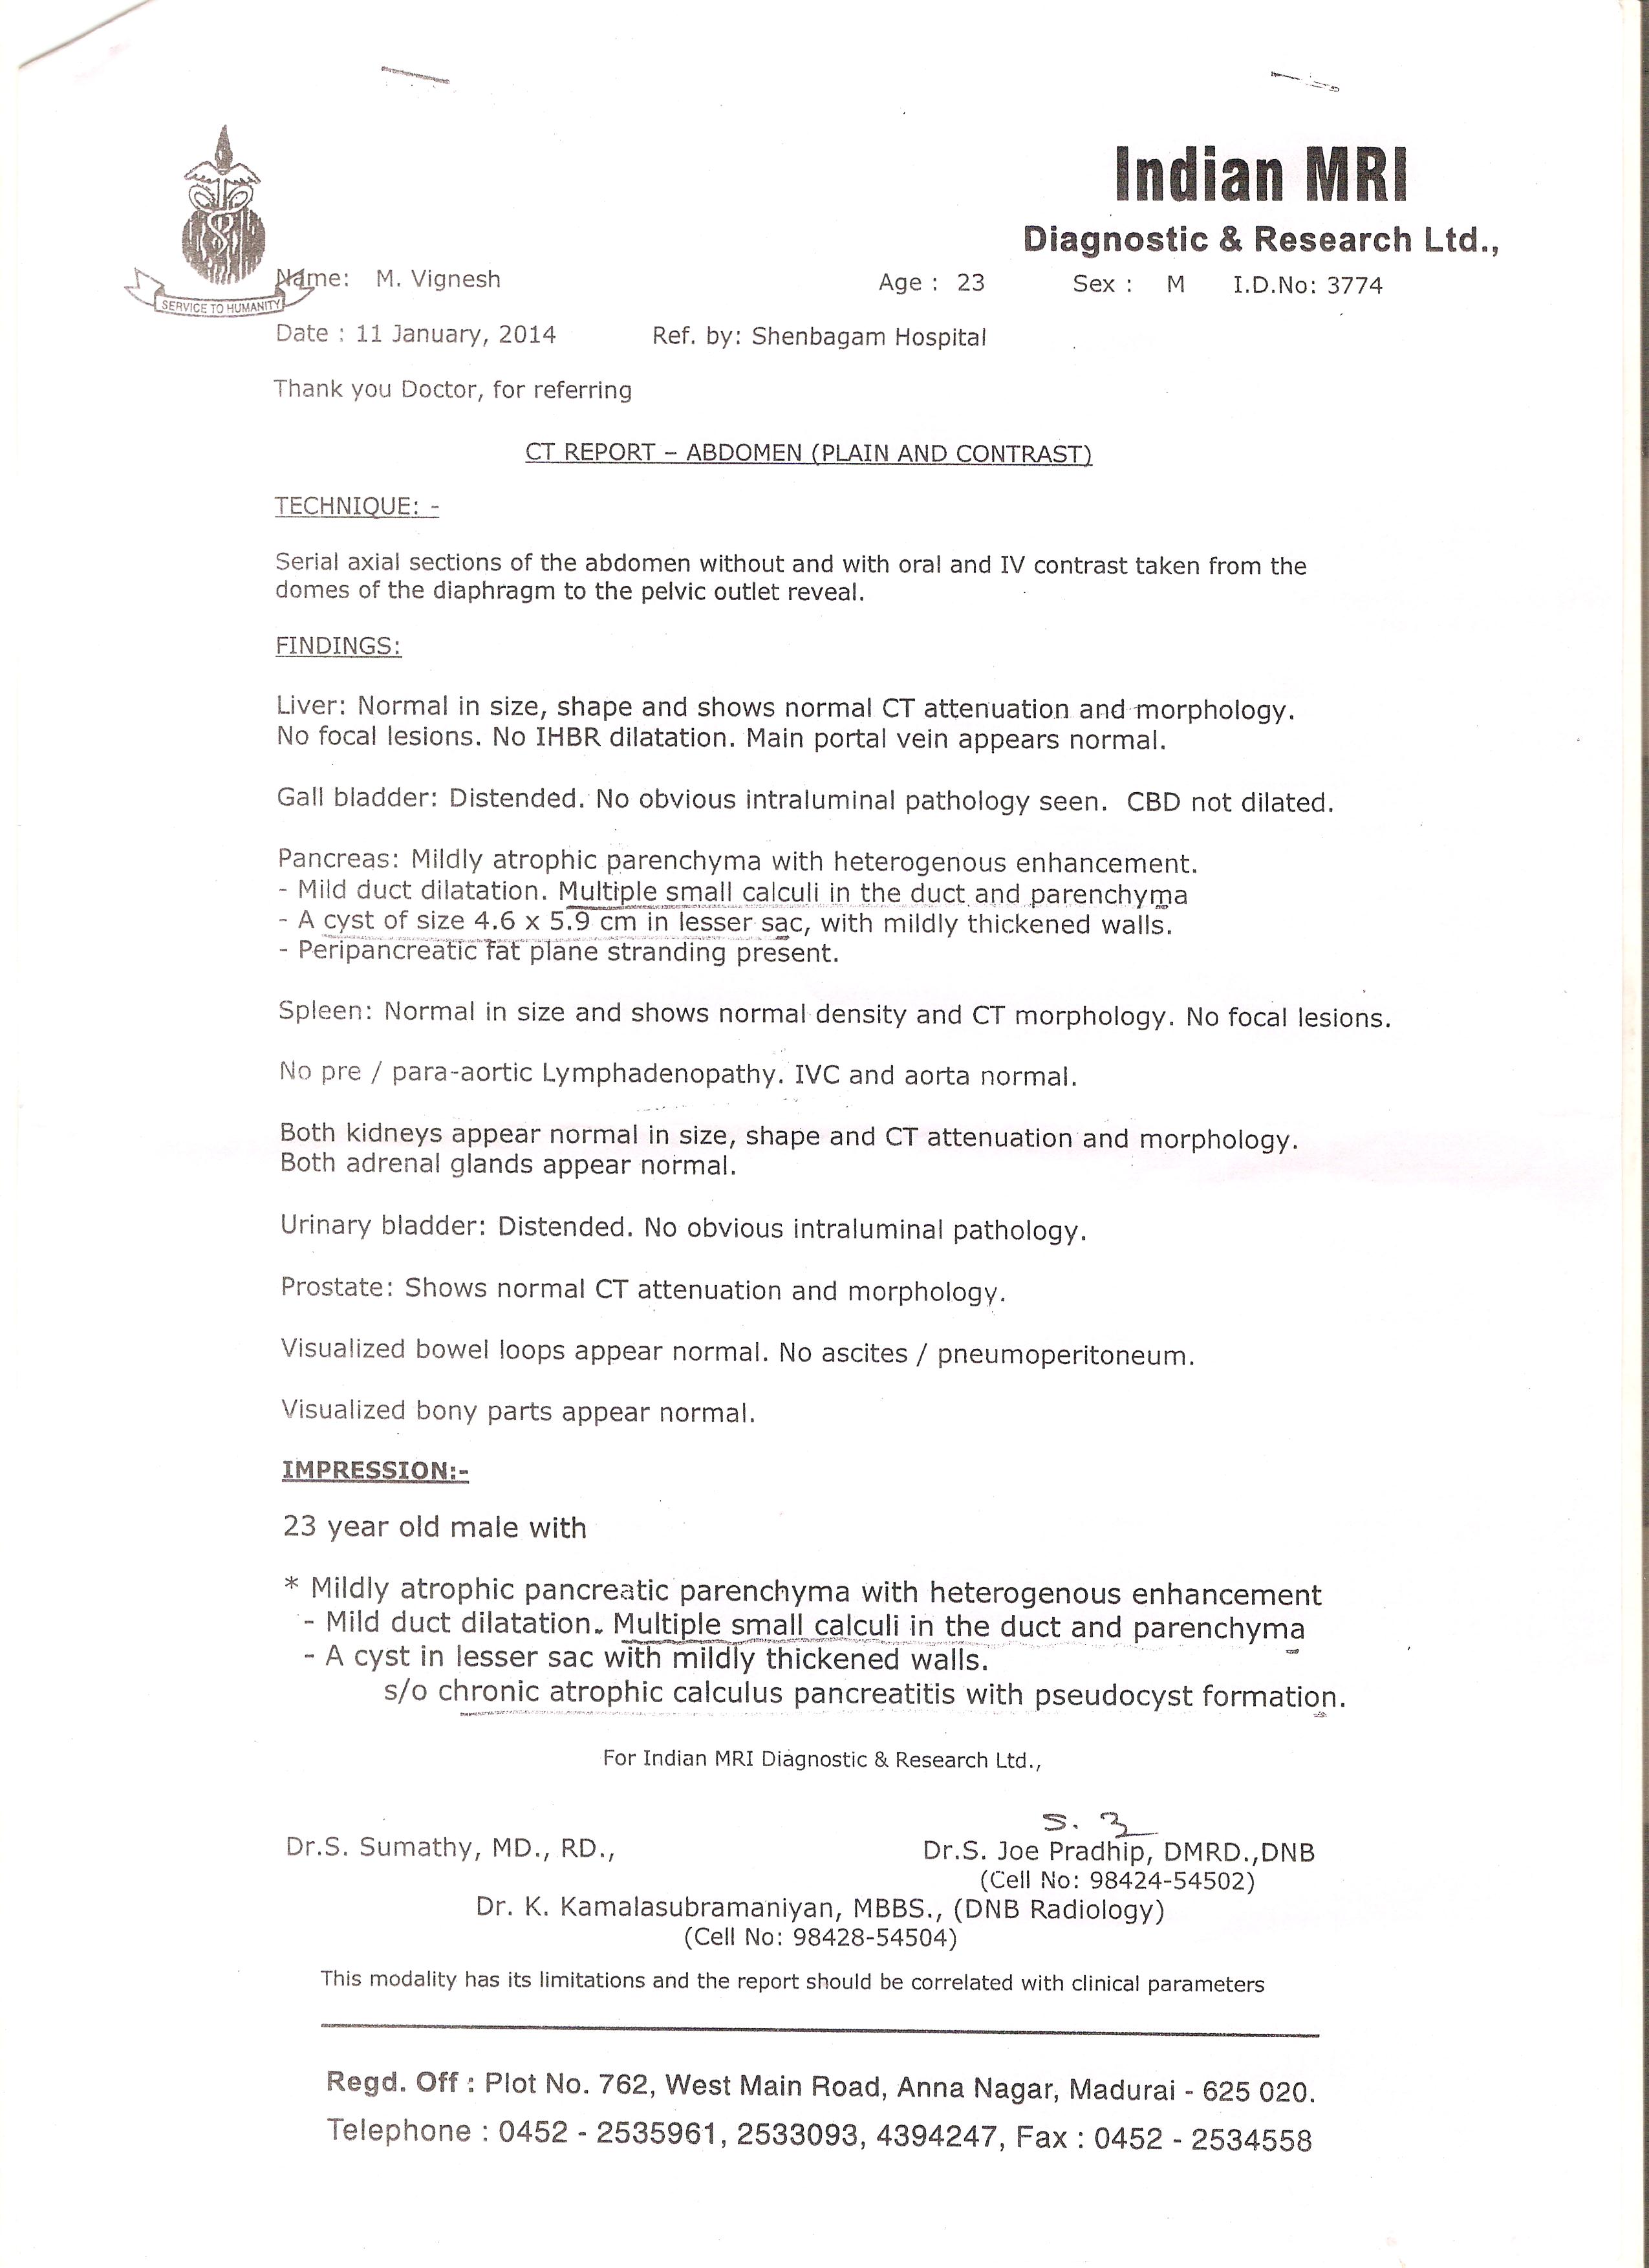 Indian MRI
Diagnostic & Research Ltd.,
SERVICE TO HUMANITY
Name: M. Vignesh Age : 23 Sex : M I.D.No: 3774
Date : 11 January, 2014 Ref. by: Shenbagam Hospital
Thank you Doctor, for referring
CT REPORT – ABDOMEN (PLAIN AND CONTRAST)
TECHNIQUE: -
Serial axial sections of the abdomen without and with oral and IV contrast taken from the
domes of the diaphragm to the pelvic outlet reveal.
FINDINGS:
Liver: Normal in size, shape and shows normal CT attenuation and morphology.
No focal lesions. No IHBR dilatation. Main portal vein appears normal.
Gall bladder: Distended. No obvious intraluminal pathology seen. CBD not dilated.
Pancreas: Mildly atrophic parenchyma with heterogenous enhancement.
- Mild duct dilatation. Multiple small calculi in the duct and parenchyma
- A cyst of size 4.6 x 5.9 cm in lesser sac, with mildly thickened walls.
- Peripancreatic fat plane stranding present.
Spleen: Normal in size and shows normal density and CT morphology. No focal lesions.
No pre / para-aortic Lymphadenopathy. IVC and aorta normal.
Both kidneys appear normal in size, shape and CT attenuation and morphology.
Both adrenal glands appear normal.
Urinary bladder: Distended. No obvious intraluminal pathology.
Prostate: Shows normal CT attenuation and morphology.
Visualized bowel loops appear normal. No ascites / pneumoperitoneum.
Visualized bony parts appear normal.
IMPRESSION:-
23 year old male with
* Mildly atrophic pancreatic parenchyma with heterogenous enhancement
- Mild duct dilatation. Multiple small calculi in the duct and parenchyma
- A cyst in lesser sac with mildly thickened walls.
s/o chronic atrophic calculus pancreatitis with pseudocyst formation.
For Indian MRI Diagnostic & Research Ltd.,
Dr.S. Sumathy, MD., RD., Dr.S. Joe Pradhip, DMRD.,DNB
(Cell No: 98424-54502)
Dr. K. Kamalasubramaniyan, MBBS., (DNB Radiology)
(Cell No: 98428-54504)
This modality has its limitations and the report should be correlated with clinical parameters
Regd. Off : Plot No. 762, West Main Road, Anna Nagar, Madurai - 625 020.
Telephone : 0452 - 2535961, 2533093, 4394247, Fax : 0452 - 2534558